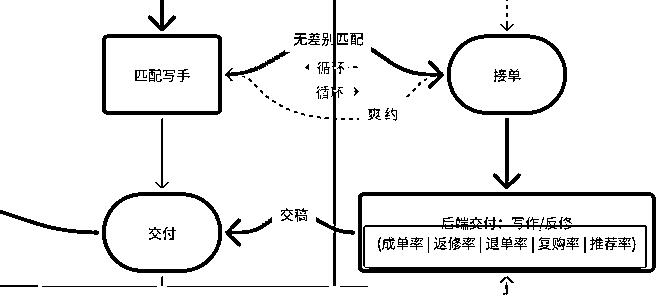 无差别匹配
匹配写手
循环
接单
循环
爽约
交稿
后端交付：写作/反修
交付
(成单率|返修率|退单率|复购率|推荐率)